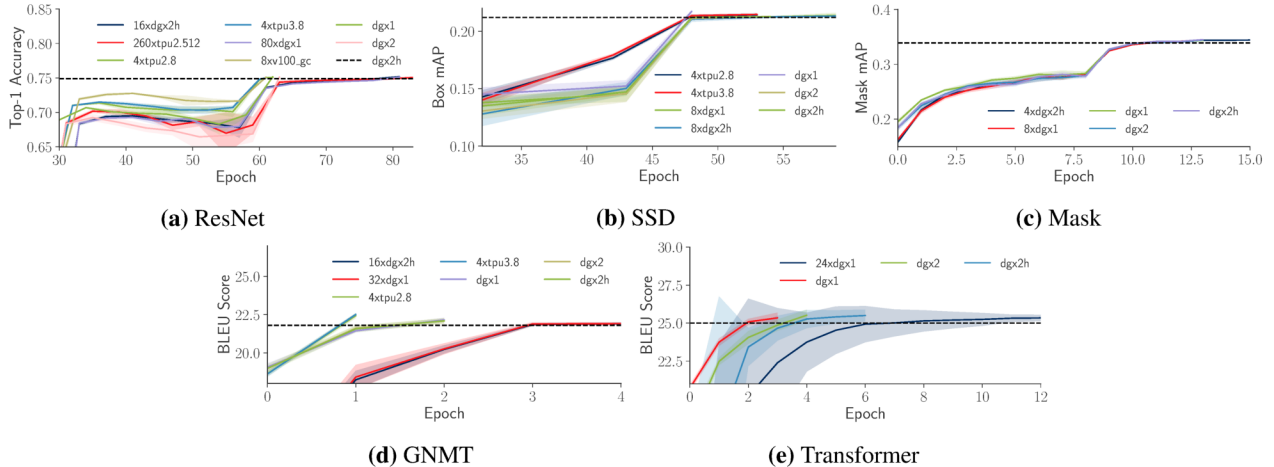 0.85
0.80
0.75
0.70
0.65
Top-1 Accuracy
16xdgx2h
260xtpu2.512
4xtpu2.8
4xtpu3.8
80xdgx1
8xv100_gc
dgx1
dgx2
dgx2h
30 40 50 60 70 80
Epoch
(a) ResNet
0.20
0.15
0.10
Box mAP
4xtpu2.8
4xtpu3.8
8xdgx1
8xdgx2h
dgx1
dgx2
dgx2h
35 40 45 50 55
Epoch
(b) SSD
0.4
0.3
0.2
Mask mAP
4xdgx2h
8xdgx1
dgx1
dgx2
dgx2h
0.0 2.5 5.0 7.5 10.0 12.5 15.0
Epoch
(c) Mask
25.0
22.5
20.0
BLEU Score
16xdgx2h
32xdgx1
4xtpu2.8
4xtpu3.8
dgx1
dgx2
dgx2h
0 1 2 3 4
Epoch
(d) GNMT
30.0
27.5
25.0
22.5
BLEU Score
24xdgx1
dgx1
dgx2
dgx2h
0 2 4 6 8 10 12
Epoch
(e) Transformer